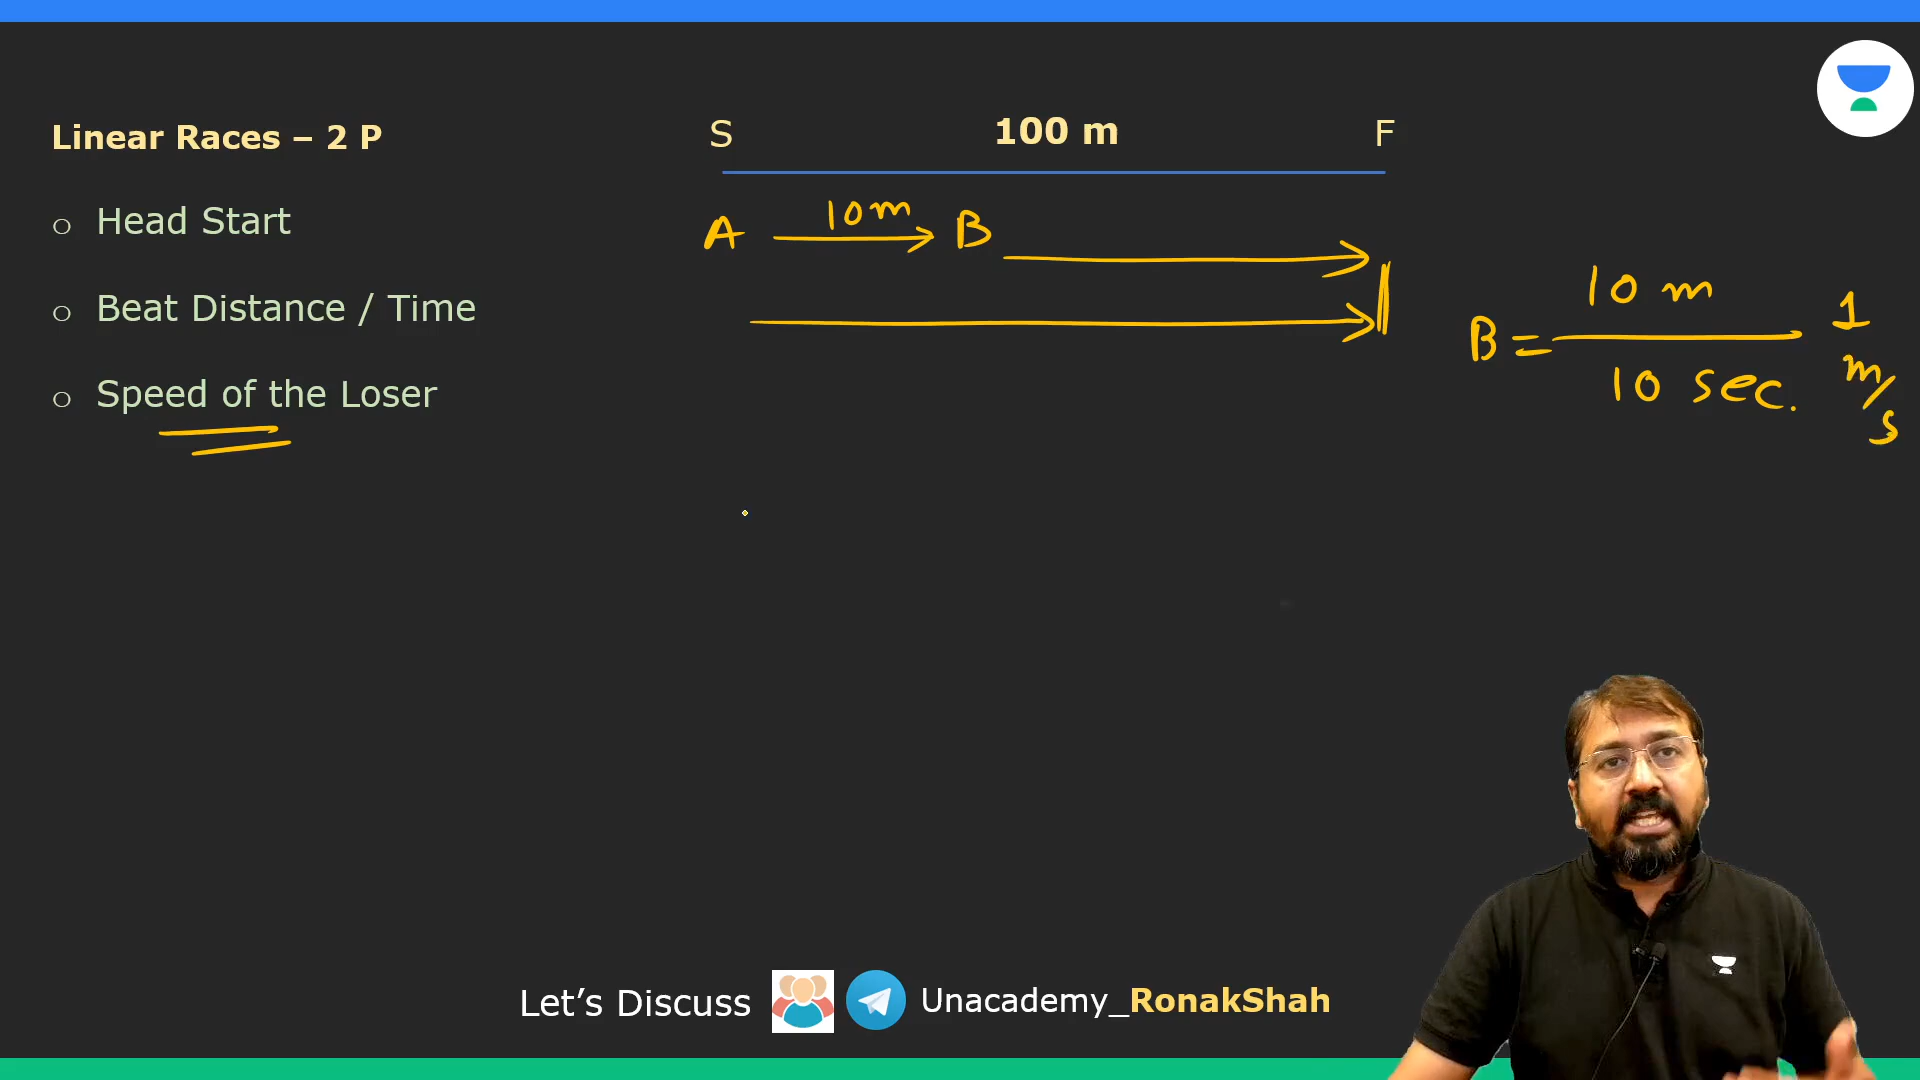 Linear Races – 2 P
S 100 m F
○ Head Start
A 10 m B
○ Beat Distance / Time
B = 10 m / 10 sec. 1 m/s
○ Speed of the Loser
Let’s Discuss Unacademy_RonakShah